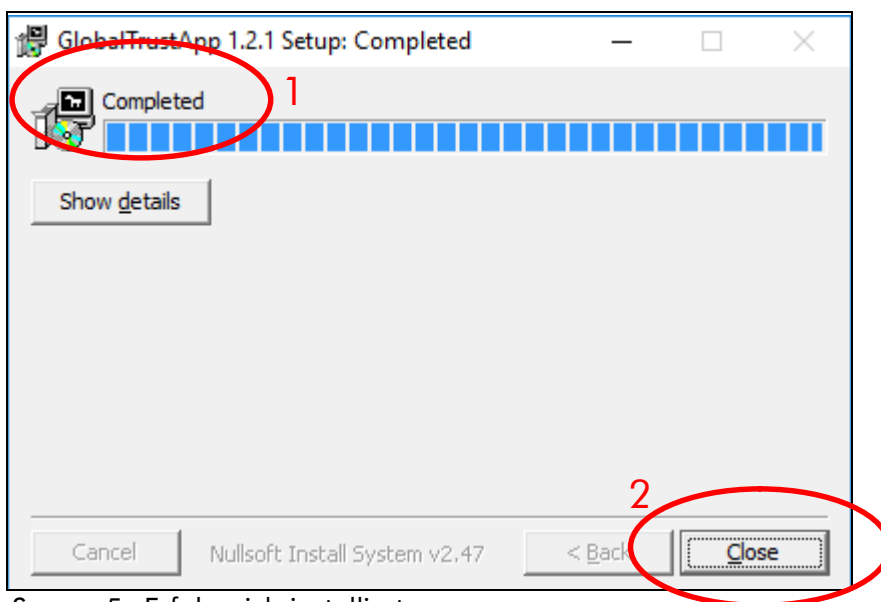 GlobalTrustApp 1.2.1 Setup: Completed
Completed
1
Show details
2
Cancel
Nullsoft Install System v2.47
< Back
Close
5